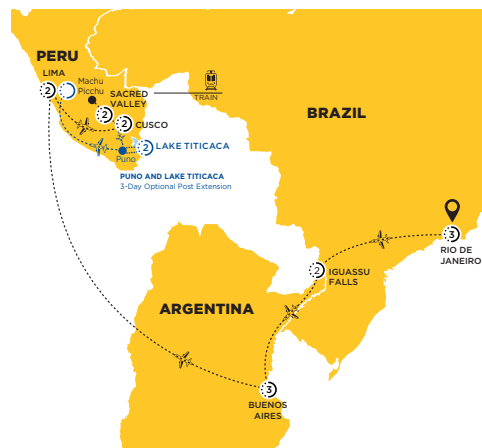 PERU
LIMA
2
Machu
Picchu
SACRED
VALLEY
2
TRAIN
2
CUSCO
BRAZIL
Puno
2
LAKE TITICACA
PUNO AND LAKE TITICACA
3-Day Optional Post Extension
3
RIO DE
JANEIRO
2
IGUASSU
FALLS
ARGENTINA
3
BUENOS
AIRES